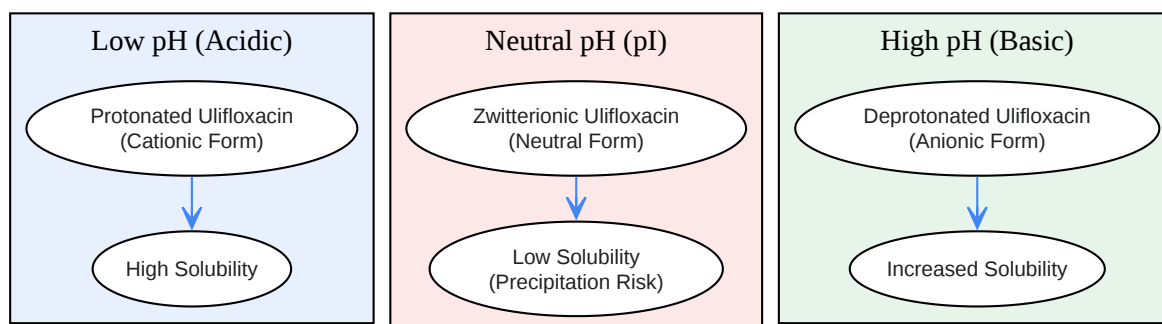 Low pH (Acidic)
Protonated Ulifloxacin
(Cationic Form)
High Solubility
Neutral pH (pI)
Zwitterionic Ulifloxacin
(Neutral Form)
Low Solubility
(Precipitation Risk)
High pH (Basic)
Deprotonated Ulifloxacin
(Anionic Form)
Increased Solubility